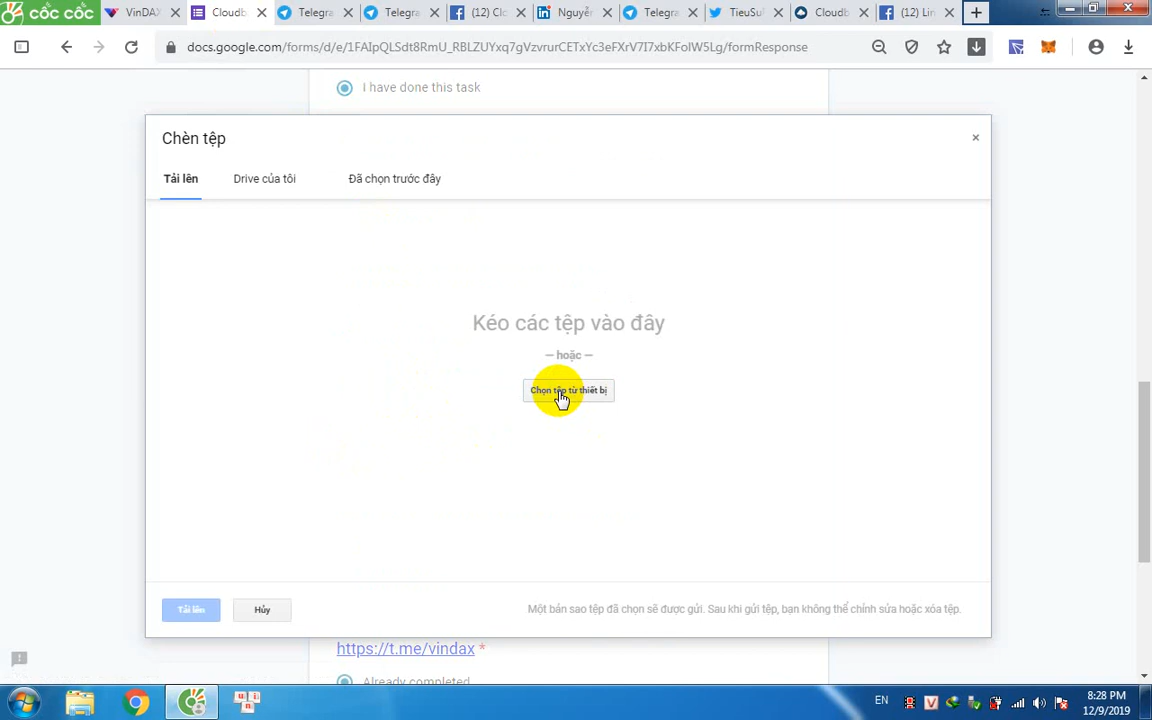 cốc cốc
VinDAX
Cloudb
Telegra
Telegra
(12) Clo
Nguyễn
Telegra
TieuSu
Cloudb
(12) Lin
docs.google.com/forms/d/e/1FAIpQLSdt8RmU_RBLZUYxq7gVzvrurCETxYc3eFXrV7I7xbKFolW5Lg/formResponse
I have done this task
Chèn tệp
Tải lên
Drive của tôi
Đã chọn trước đây
Kéo các tệp vào đây
— hoặc —
Chọn tệp từ thiết bị
Tải lên
Hủy
Một bản sao tệp đã chọn sẽ được gửi. Sau khi gửi tệp, bạn không thể chỉnh sửa hoặc xóa tệp.
https://t.me/vindax *
Already completed
EN
8:28 PM
12/9/2019